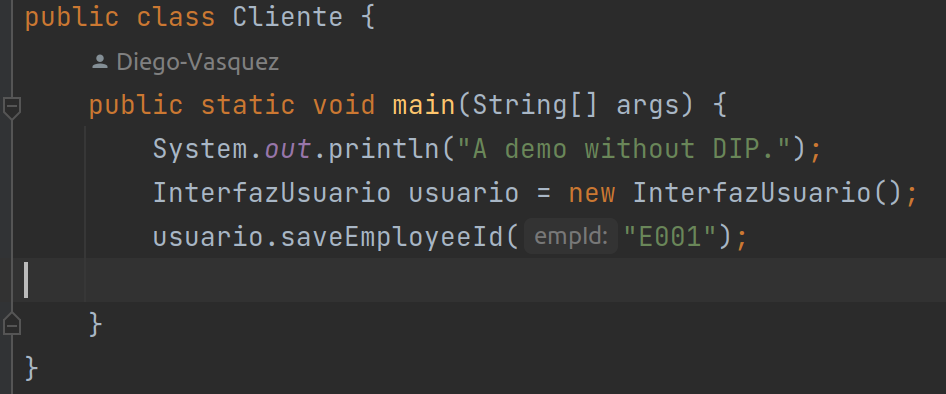 public class Cliente {
Diego-Vasquez
public static void main(String[] args) {
System.out.println("A demo without DIP.");
InterfazUsuario usuario = new InterfazUsuario();
usuario.saveEmployeeId( empId: "E001");
}
}